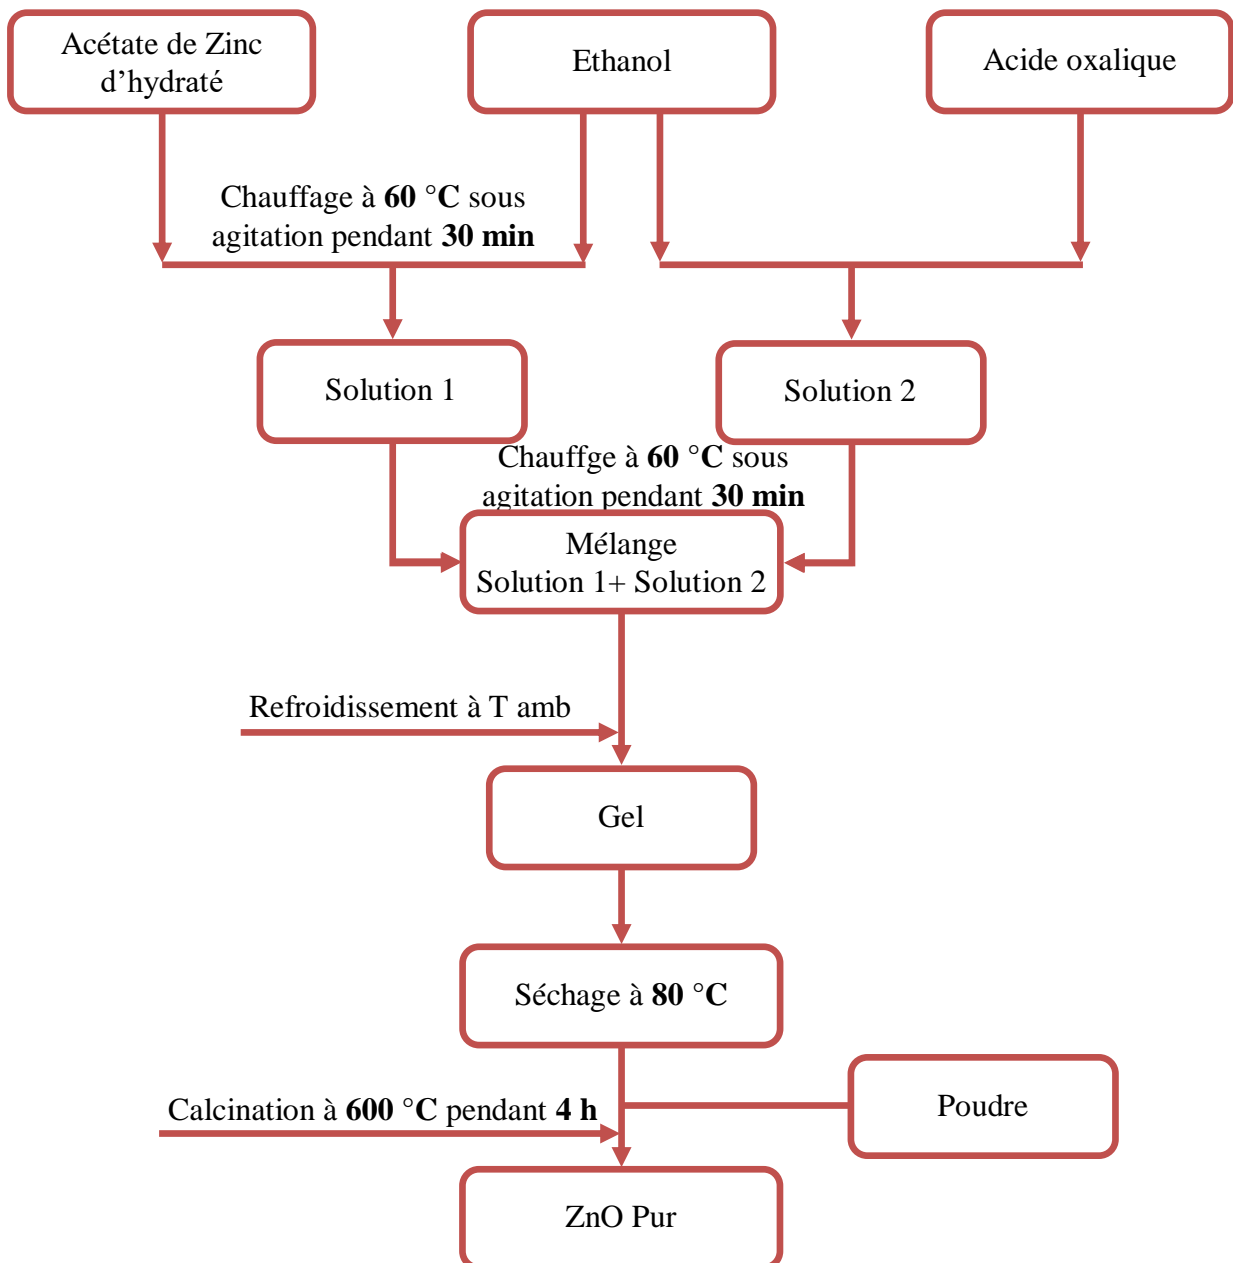 Acétate de Zinc
d’hydraté
Ethanol
Acide oxalique
Chauffage à 60 °C sous
agitation pendant 30 min
Solution 1
Solution 2
Chauffge à 60 °C sous
agitation pendant 30 min
Mélange
Solution 1+ Solution 2
Refroidissement à T amb
Gel
Séchage à 80 °C
Calcination à 600 °C pendant 4 h
Poudre
ZnO Pur